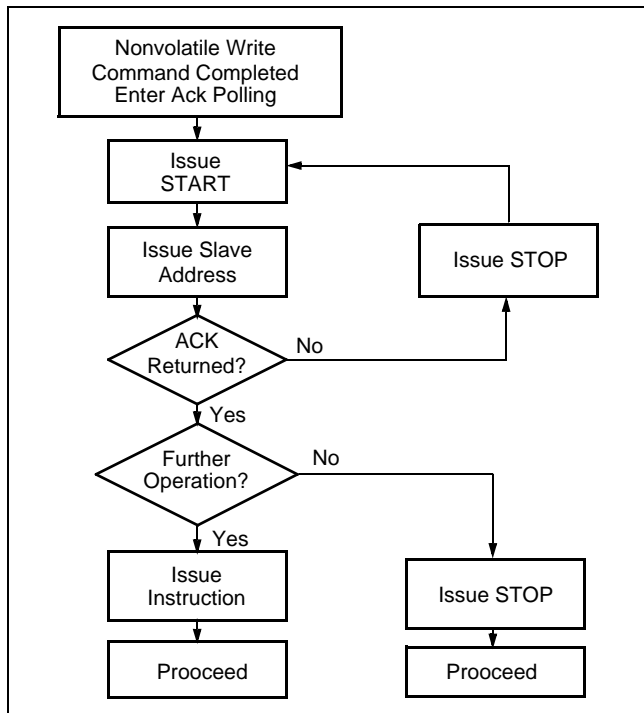 Nonvolatile Write
Command Completed
Enter Ack Polling
Issue
START
Issue Slave
Address
Issue STOP
ACK
Returned?
No
Yes
Further
Operation?
No
Yes
Issue
Instruction
Issue STOP
Prooceed
Prooceed